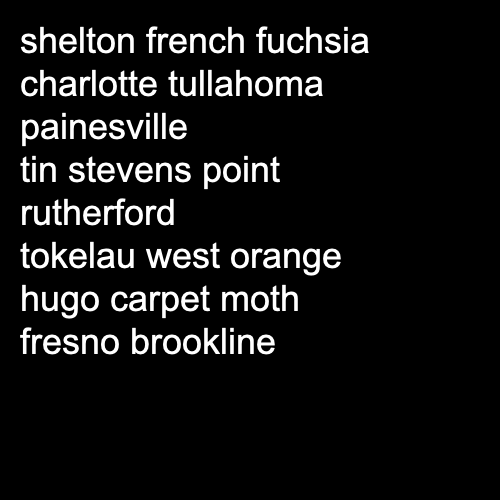 shelton french fuchsia
charlotte tullahoma
painesville
tin stevens point
rutherford
tokelau west orange
hugo carpet moth
fresno brookline